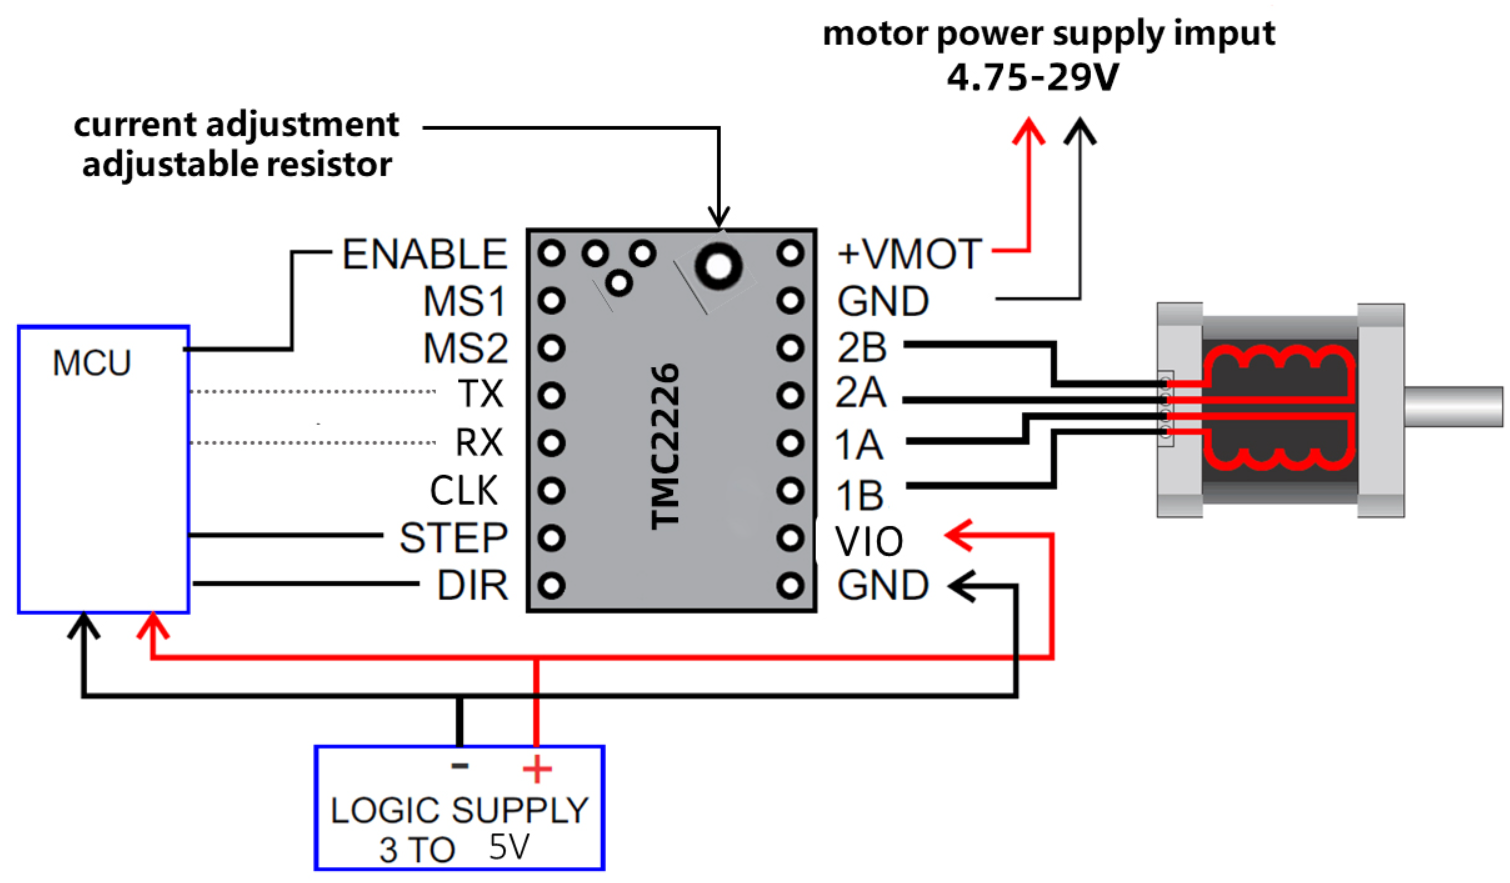 motor power supply imput
4.75-29V
current adjustment
adjustable resistor
ENABLE
MS1
MS2
TX
RX
CLK
STEP
DIR
MCU
TMC2226
+VMOT
GND
2B
2A
1A
1B
VIO
GND
- +
LOGIC SUPPLY
3 TO 5V